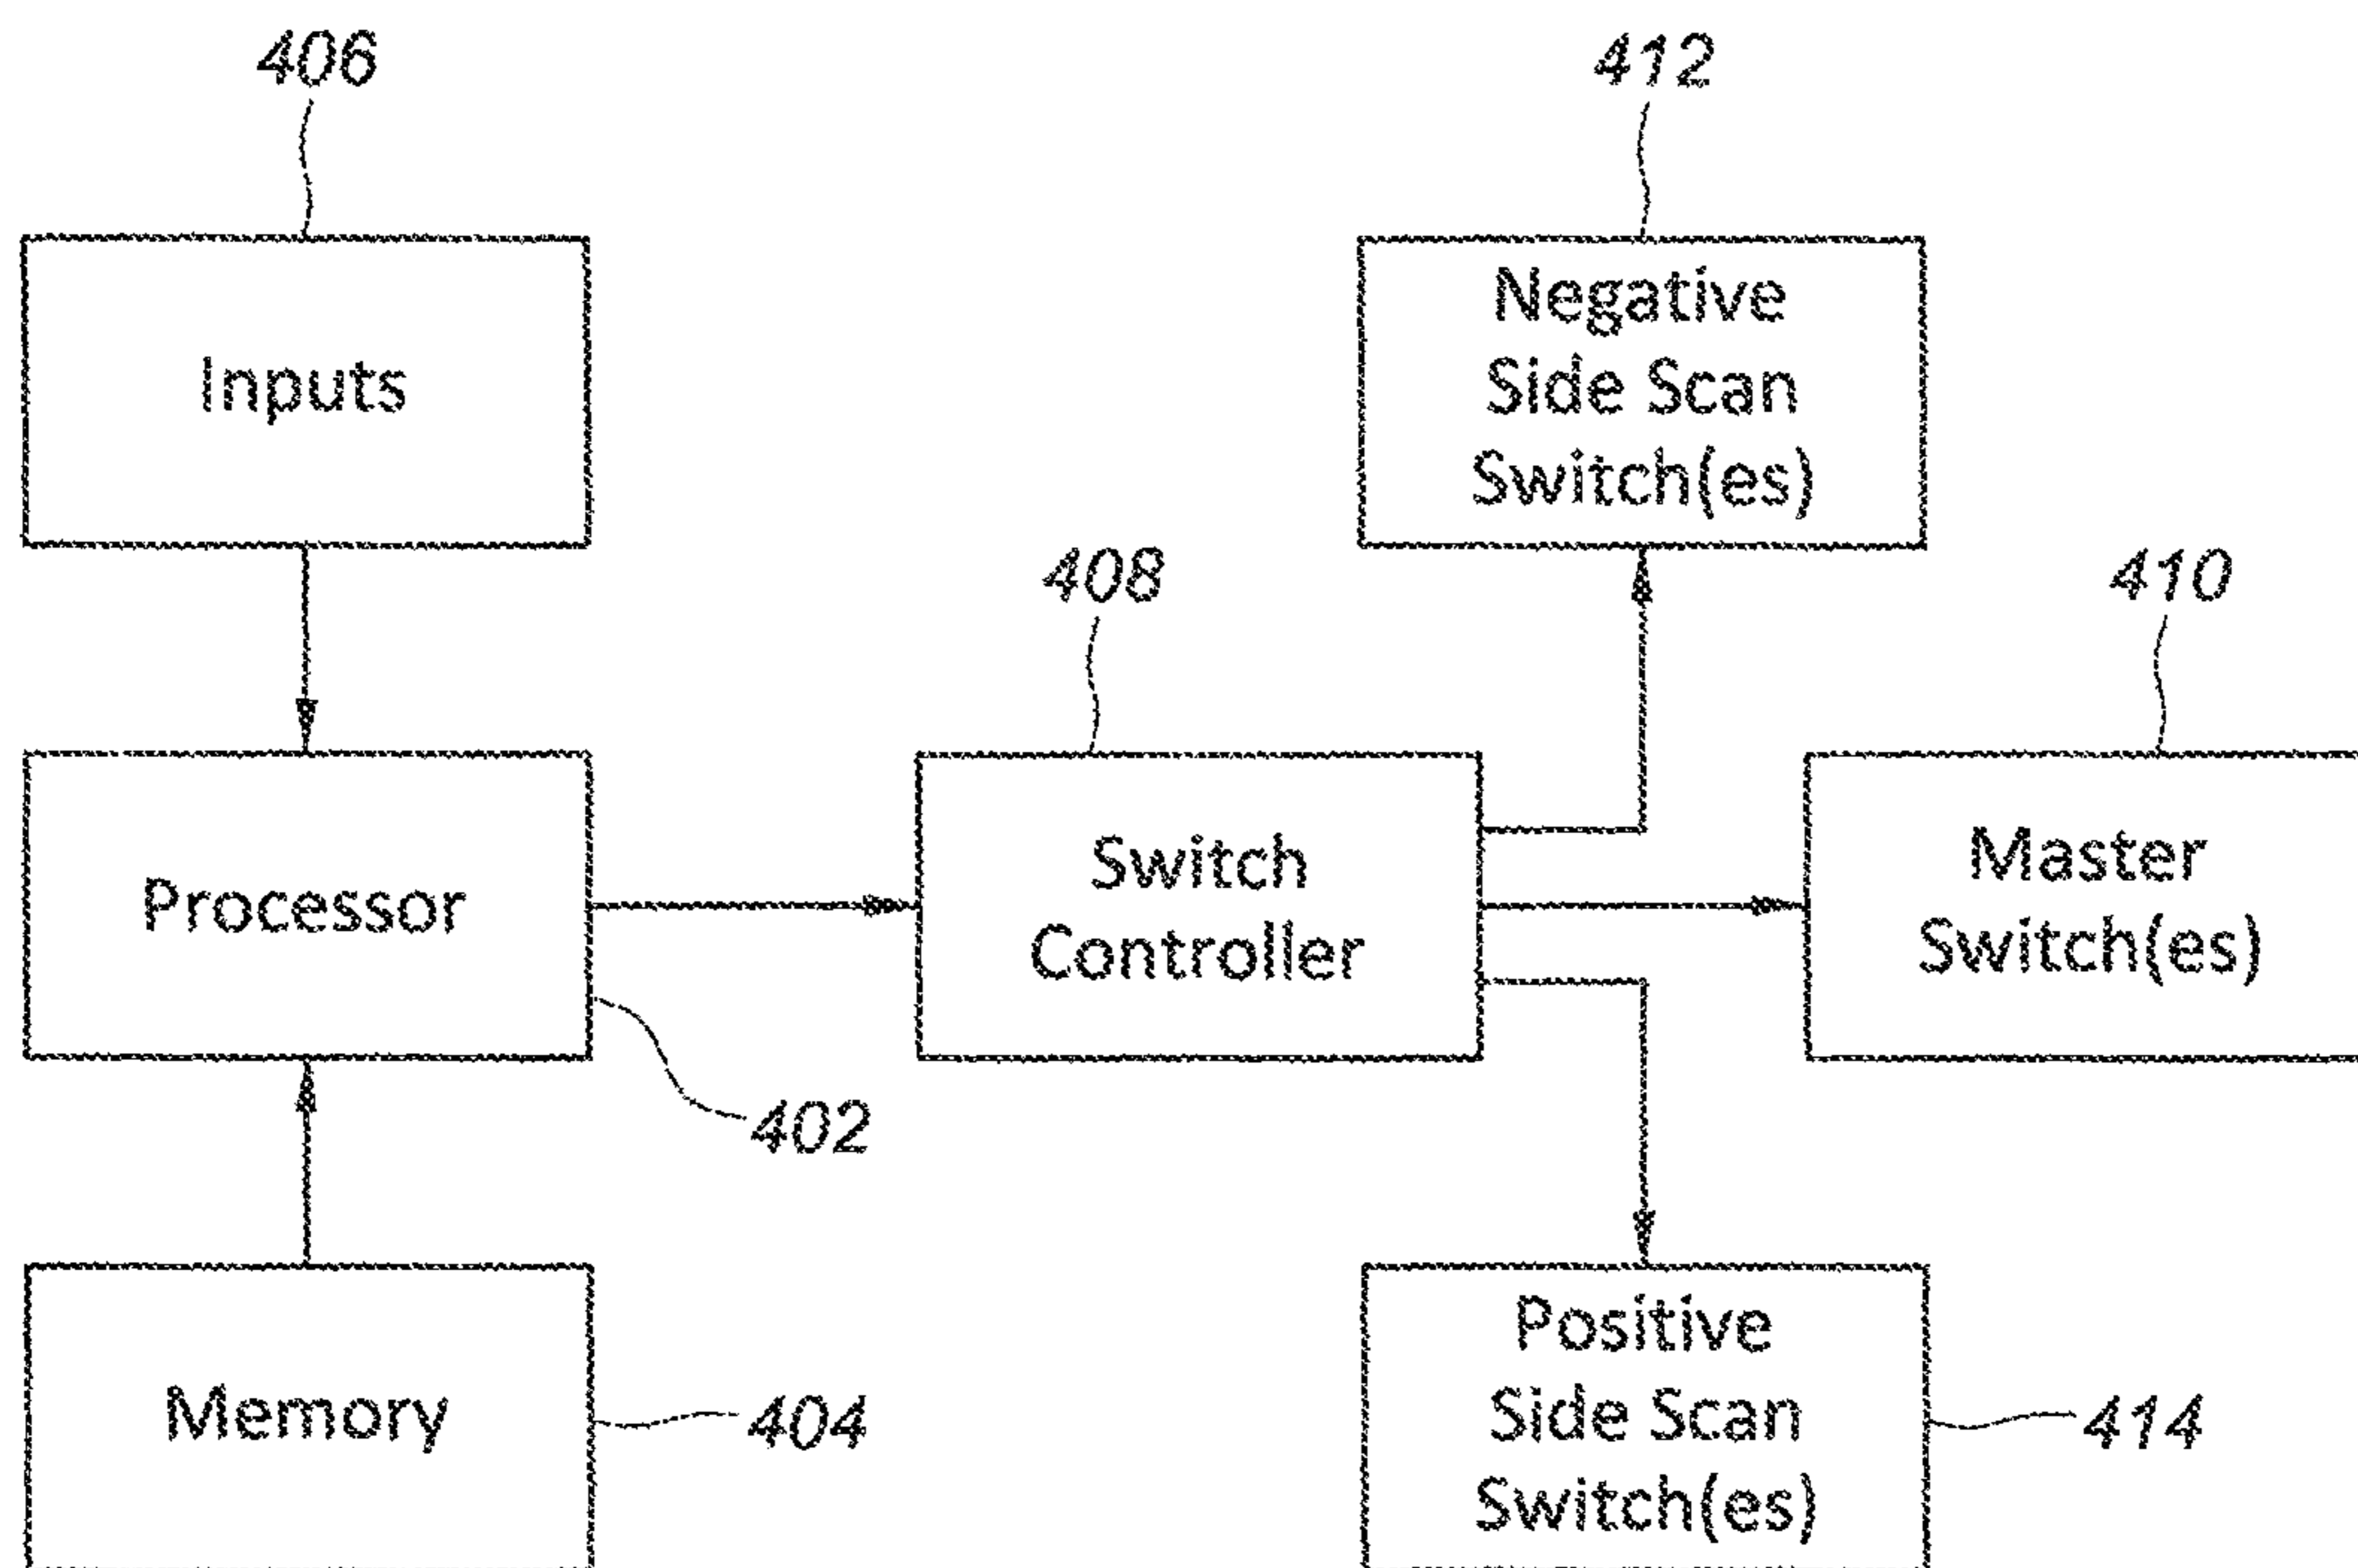 406
412
Inputs
Negative
Side Scan
Switch(es)
408
410
Processor
Switch
Controller
Master
Switch(es)
402
Memory
404
Positive
Side Scan
Switch(es)
414